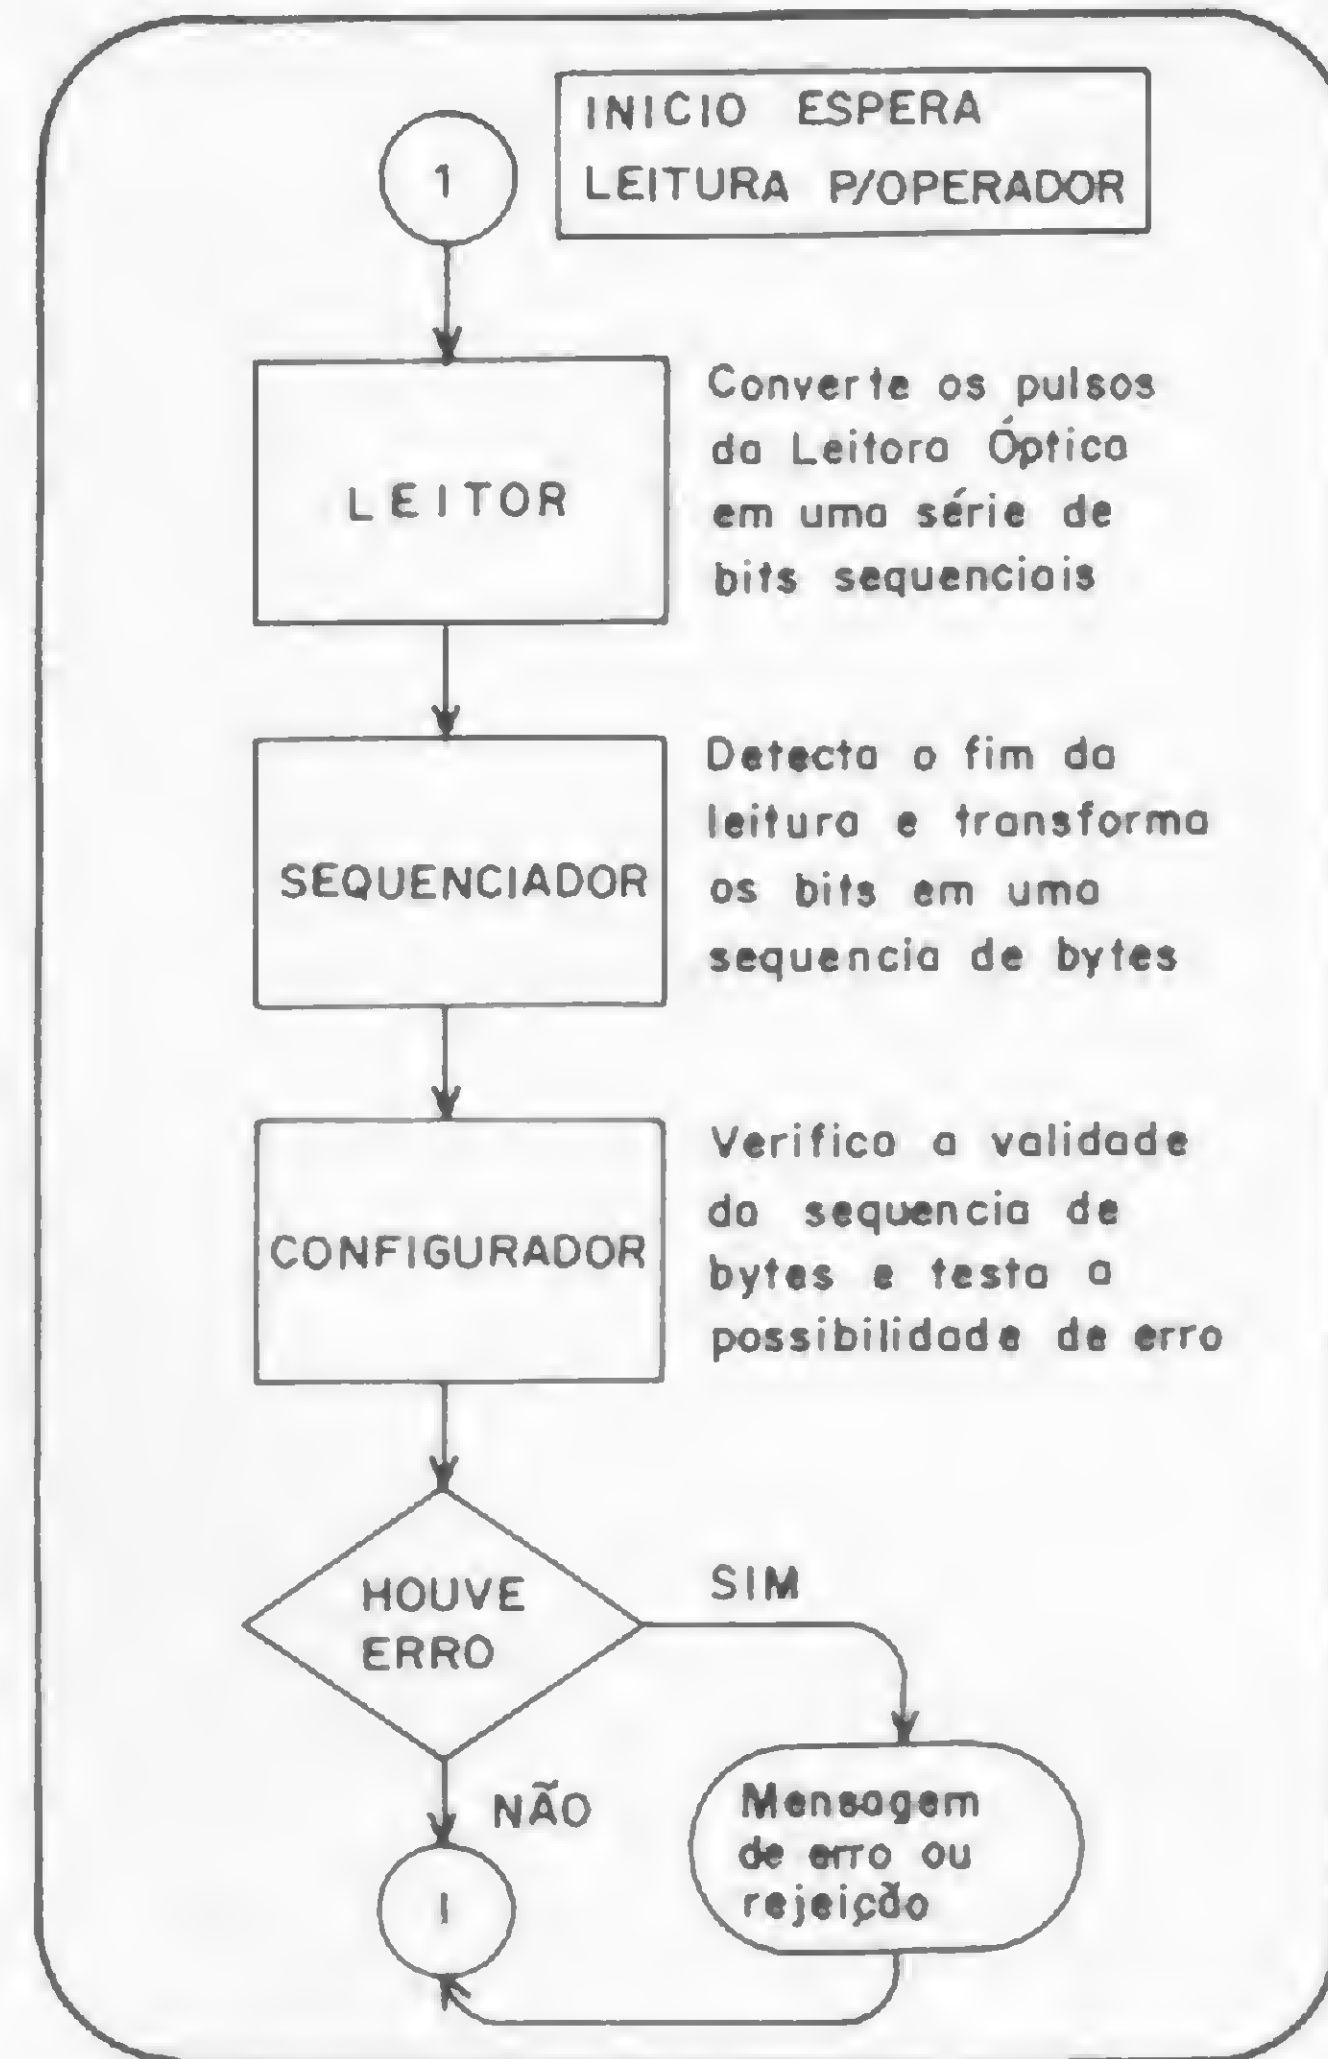 1
INICIO ESPERA
LEITURA P/OPERADOR
LEITOR
Converte os pulsos
da Leitora Óptica
em uma série de
bits sequenciais
SEQUENCIADOR
Detecta o fim da
leitura e transforma
os bits em uma
sequencia de bytes
CONFIGURADOR
Verifica a validade
da sequencia de
bytes e testa a
possibilidade de erro
HOUVE
ERRO
SIM
NÃO
Mensagem
de erro ou
rejeição
1